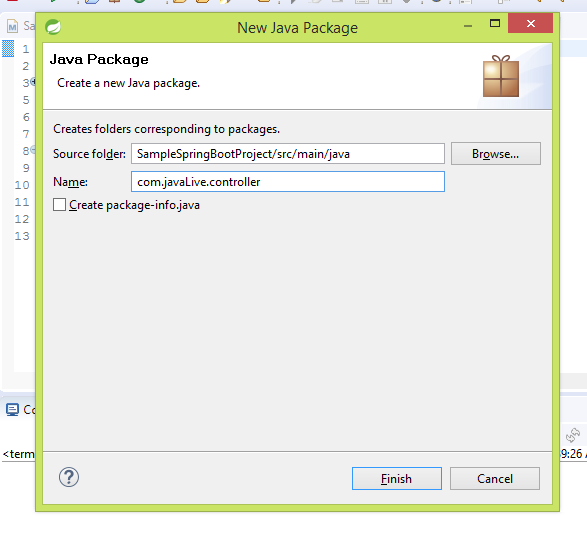 New Java Package
Sa
Java Package
Create a new Java package.
1
2
3
6
7
8
9
10
11
12
13
Creates folders corresponding to packages.
Source folder: SampleSpringBootProject/src/main/java Browse...
Name: com.javaLive.controller
Create package-info.java
Co
<term
9:26
? Finish Cancel